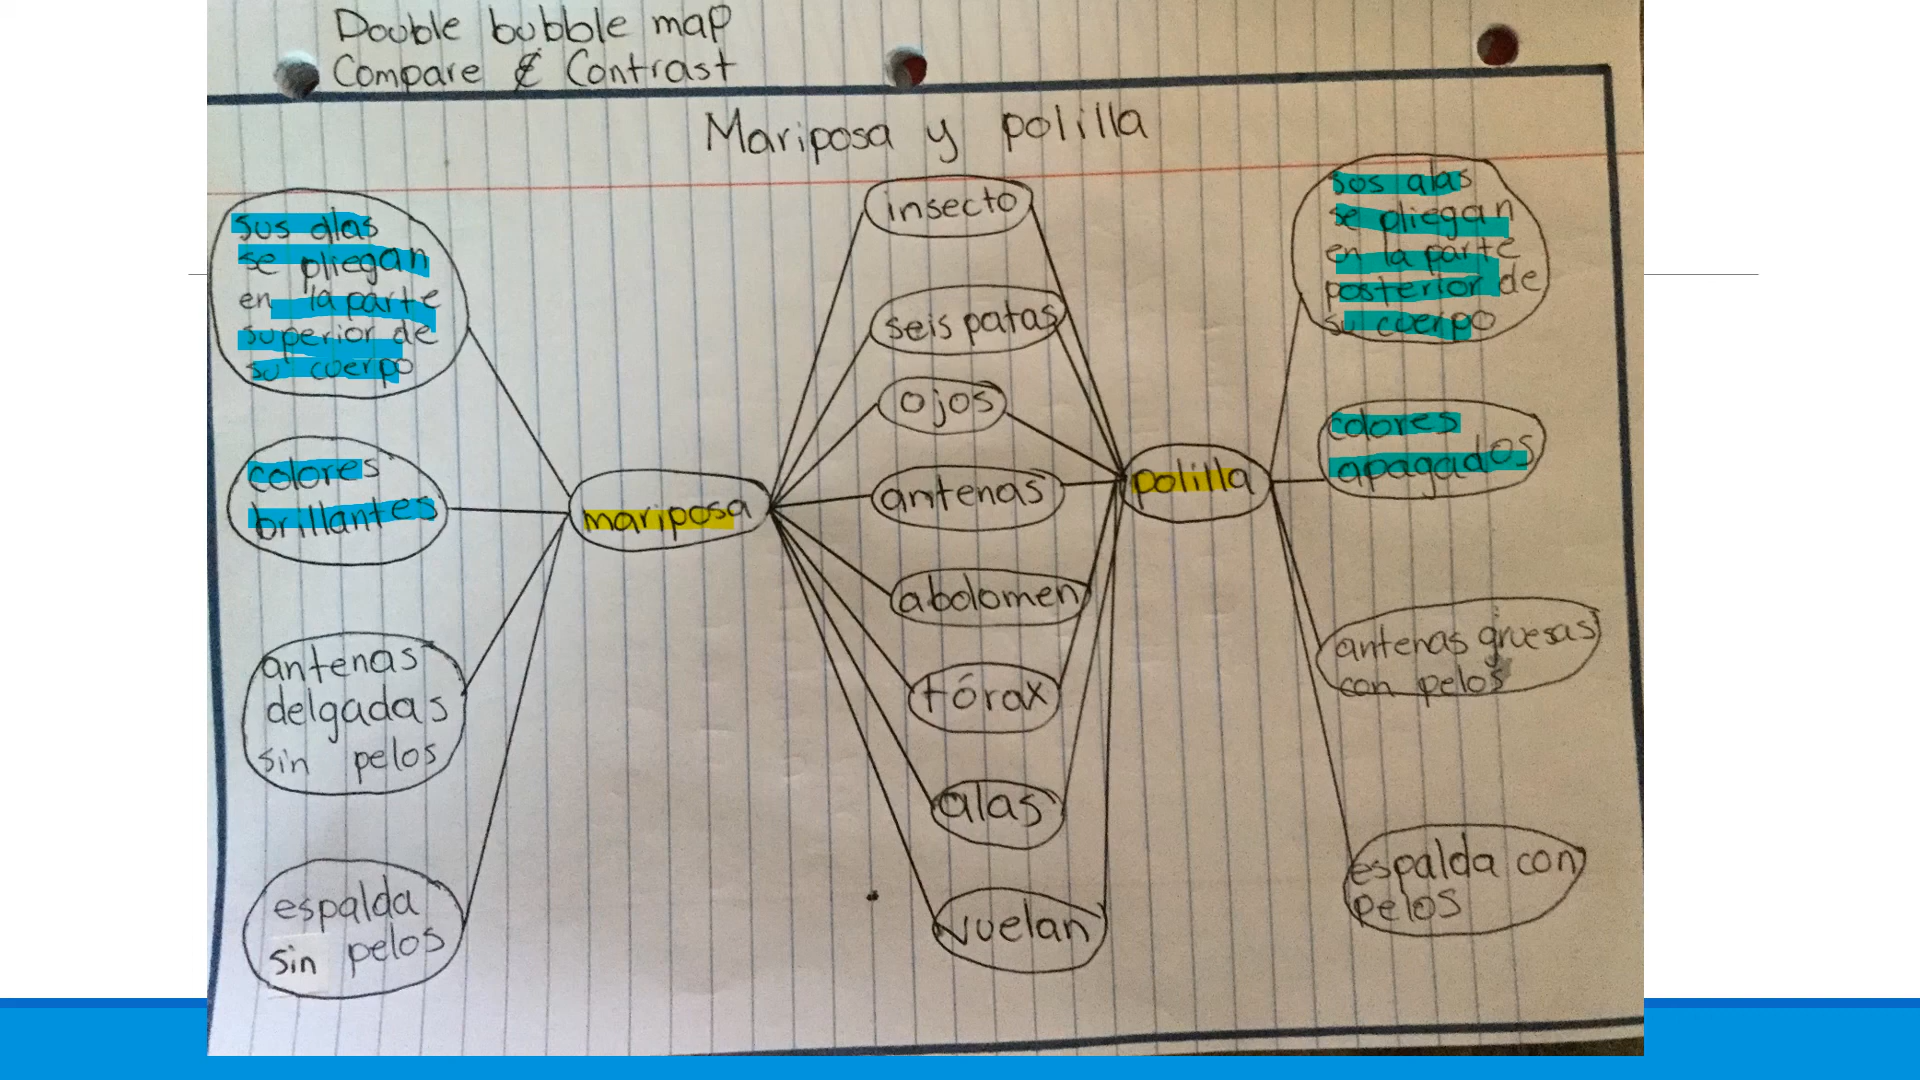 Double bubble map
Compare & Contrast
Mariposa y polilla
sus alas
se pliegan
en la parte
superior de
su cuerpo
colores
brillantes
antenas
delgadas
sin pelos
espalda
sin pelos
mariposa
insecto
seis patas
ojos
antenas
abdomen
tórax
alas
vuelan
polilla
sus alas
se pliegan
en la parte
posterior de
su cuerpo
colores
apagados
antenas gruesas
con pelos
espalda con
pelos